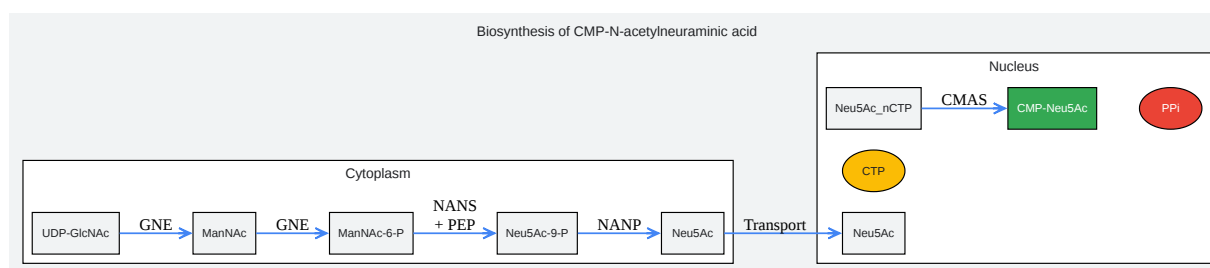 Biosynthesis of CMP-N-acetylneuraminic acid
Nucleus
Neu5Ac_nCTP
CMAS
CMP-Neu5Ac
PPi
CTP
Cytoplasm
UDP-GlcNAc
GNE
ManNAc
GNE
ManNAc-6-P
NANS
+ PEP
Neu5Ac-9-P
NANP
Neu5Ac
Transport
Neu5Ac